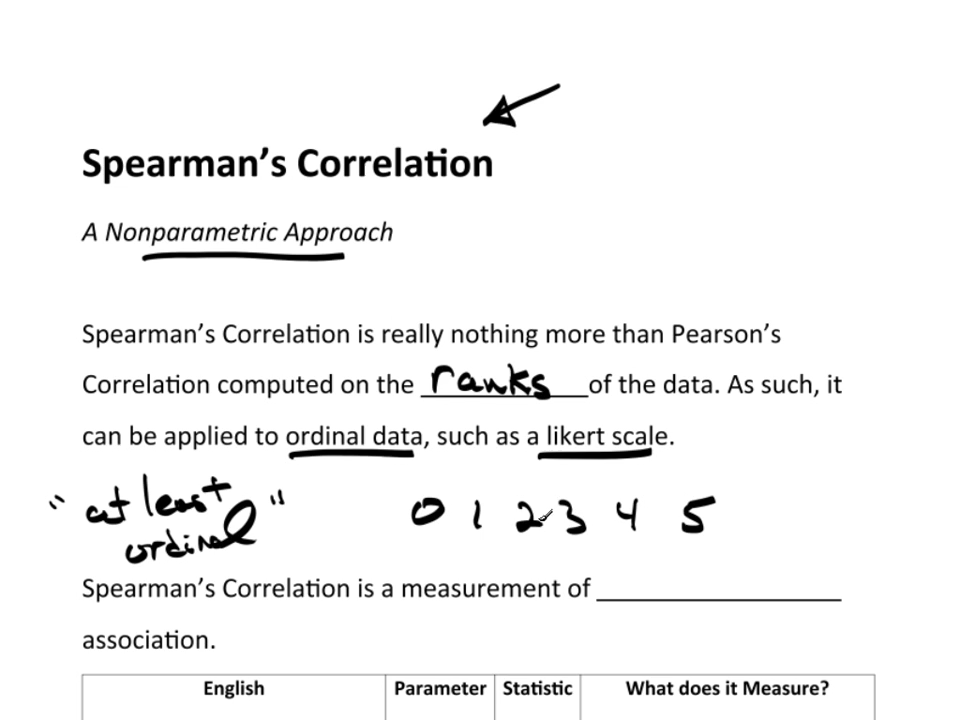 Spearman's Correlation
A Nonparametric Approach
Spearman's Correlation is really nothing more than Pearson's
Correlation computed on the ranks of the data. As such, it
can be applied to ordinal data, such as a likert scale.
"at least
ordinal"
0 1 2 3 4 5
Spearman's Correlation is a measurement of ____________________
association.
English Parameter Statistic What does it Measure?